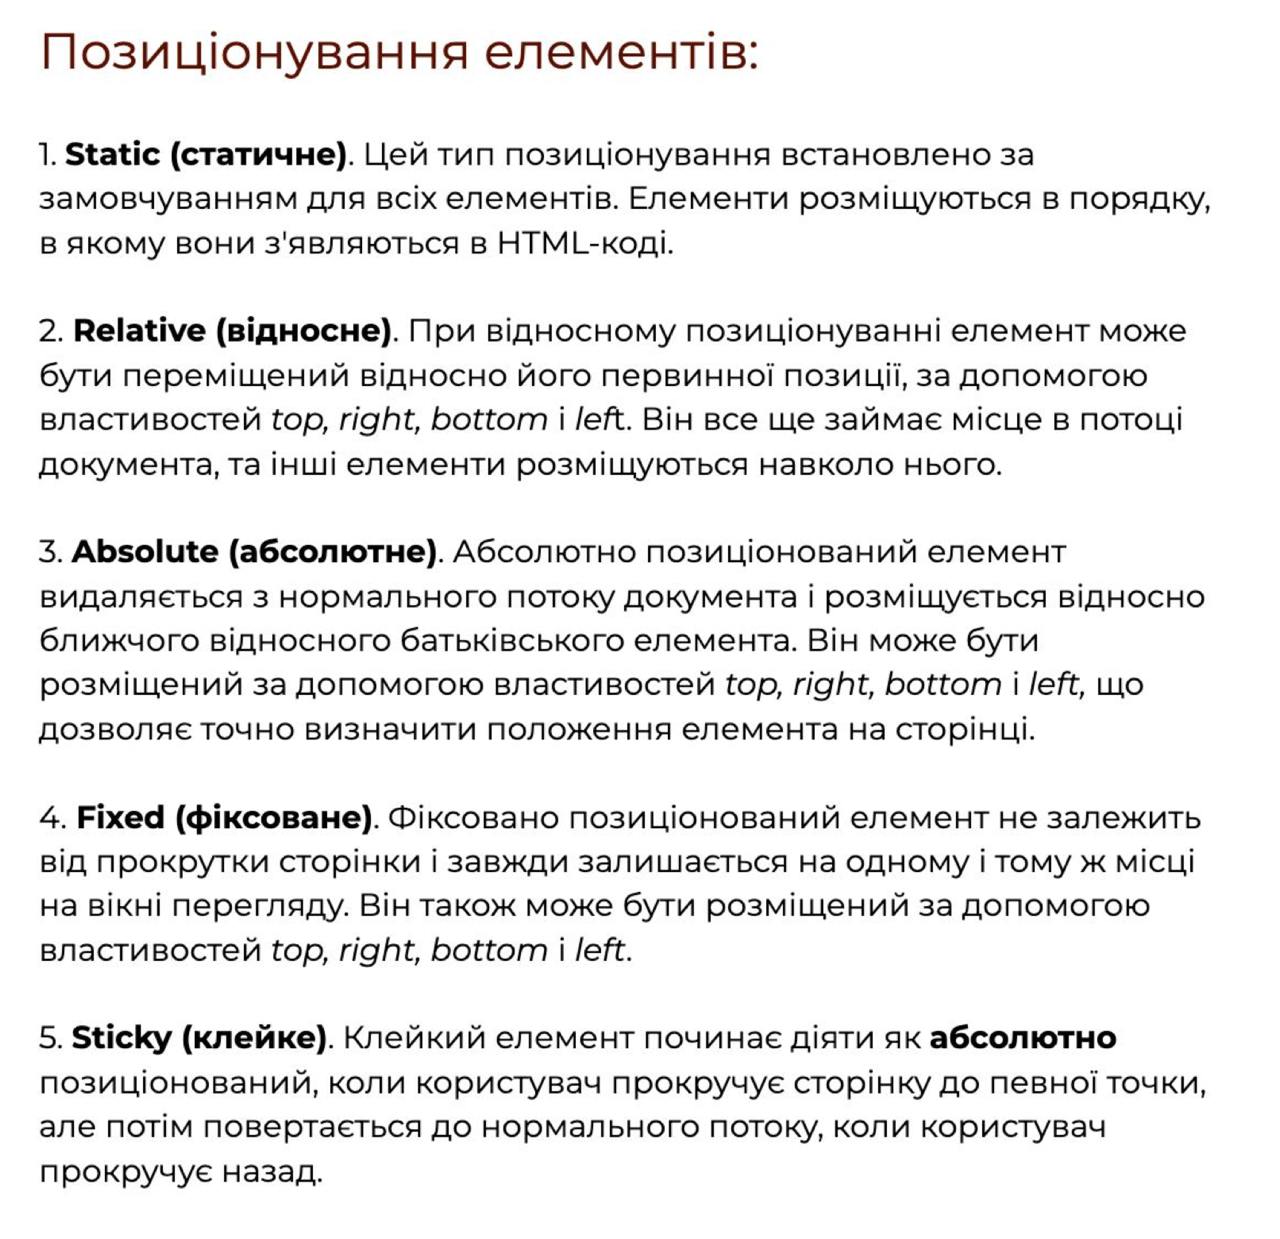 Позиціонування елементів:
1. Static (статичне). Цей тип позиціонування встановлено за
замовчуванням для всіх елементів. Елементи розміщуються в порядку,
в якому вони з'являються в HTML-коді.
2. Relative (відносне). При відносному позиціонуванні елемент може
бути переміщений відносно його первинної позиції, за допомогою
властивостей top, right, bottom і left. Він все ще займає місце в потоці
документа, та інші елементи розміщуються навколо нього.
3. Absolute (абсолютне). Абсолютно позиціонований елемент
видаляється з нормального потоку документа і розміщується відносно
ближчого відносного батьківського елемента. Він може бути
розміщений за допомогою властивостей top, right, bottom і left, що
дозволяє точно визначити положення елемента на сторінці.
4. Fixed (фіксоване). Фіксовано позиціонований елемент не залежить
від прокрутки сторінки і завжди залишається на одному і тому ж місці
на вікні перегляду. Він також може бути розміщений за допомогою
властивостей top, right, bottom і left.
5. Sticky (клейке). Клейкий елемент починає діяти як абсолютно
позиціонований, коли користувач прокручує сторінку до певної точки,
але потім повертається до нормального потоку, коли користувач
прокручує назад.